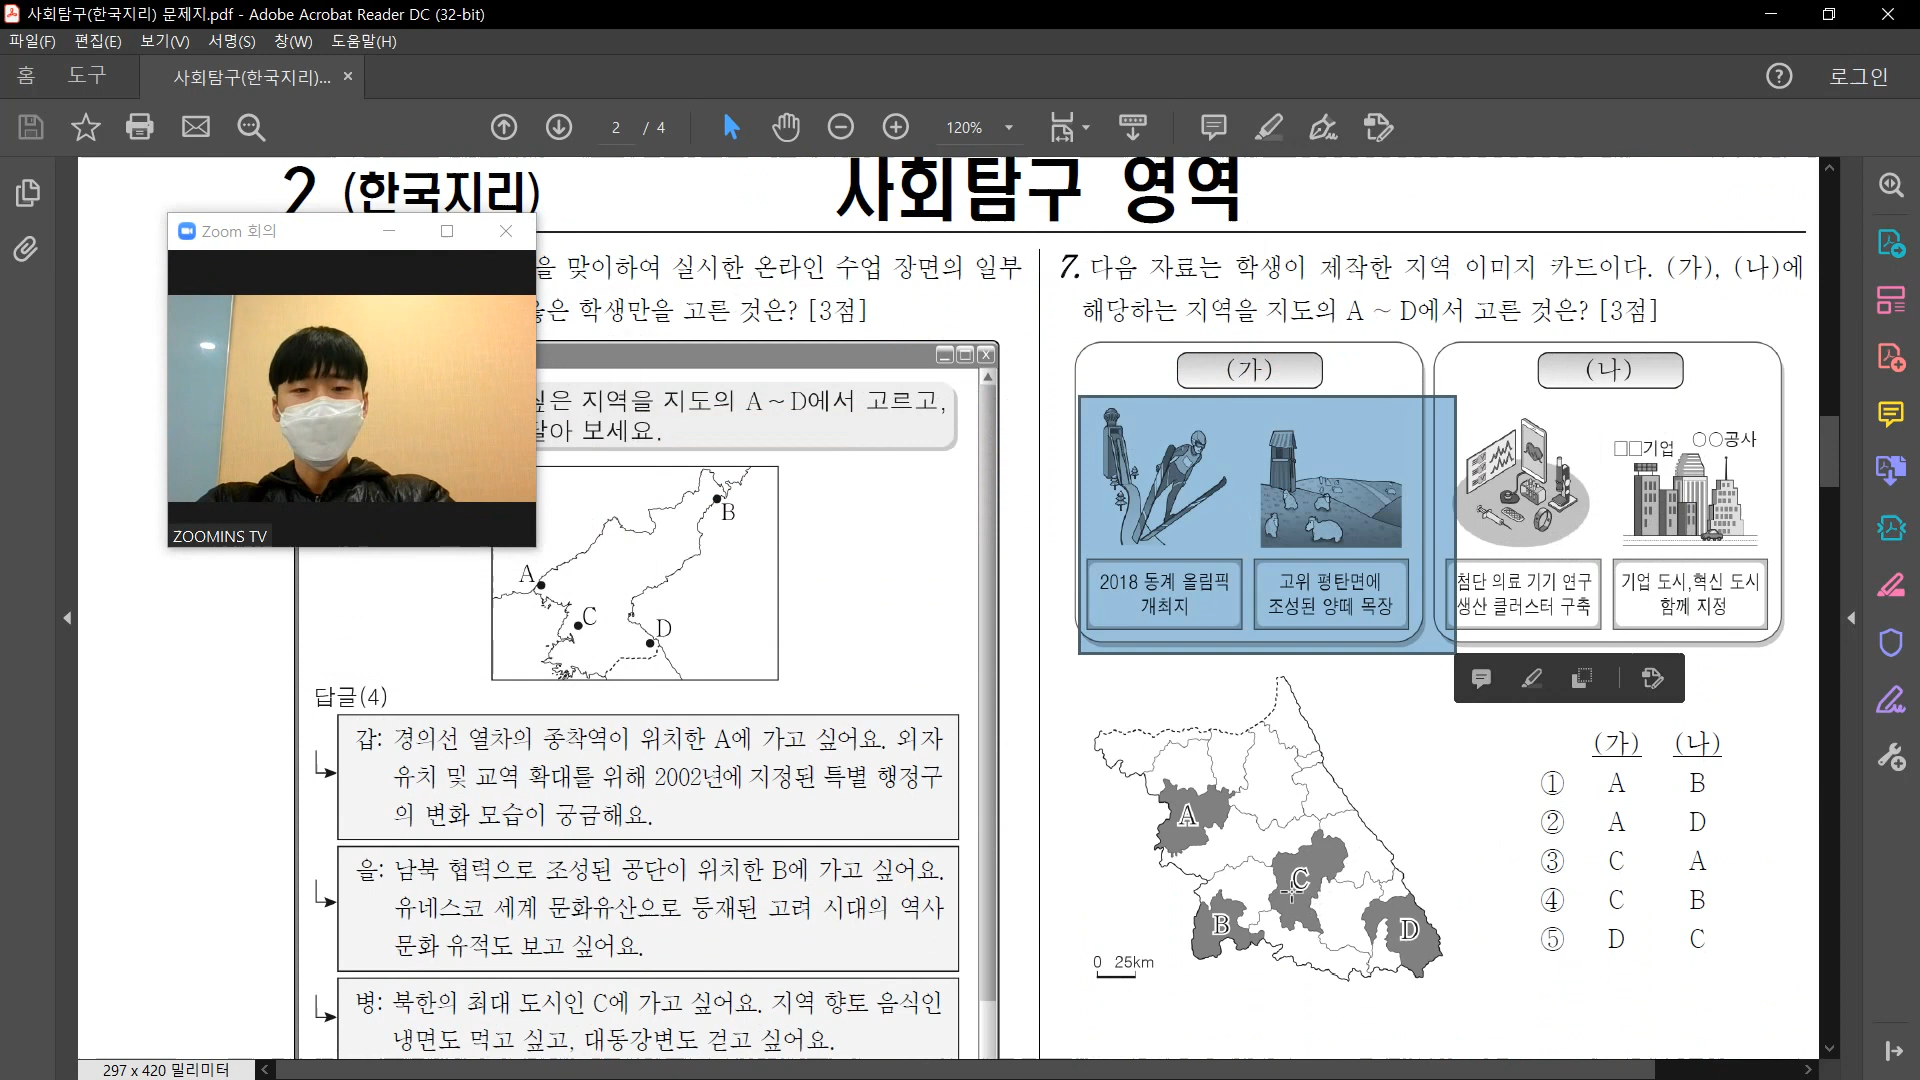 사회탐구(한국지리) 문제지.pdf - Adobe Acrobat Reader DC (32-bit)
파일(F) 편집(E) 보기(V) 서명(S) 창(W) 도움말(H)
홈 도구 사회탐구(한국지리)... × 로그인
2 / 4 120%
2 (한국지리) 사회탐구 영역
Zoom 회의
ZOOMINS TV
을 맞이하여 실시한 온라인 수업 장면의 일부
은 학생만을 고른 것은? [3점]
은 지역을 지도의 A～D에서 고르고,
달아 보세요.
B
A
C
D
답글(4)
갑: 경의선 열차의 종착역이 위치한 A에 가고 싶어요. 외자
유치 및 교역 확대를 위해 2002년에 지정된 특별 행정구
의 변화 모습이 궁금해요.
을: 남북 협력으로 조성된 공단이 위치한 B에 가고 싶어요.
유네스코 세계 문화유산으로 등재된 고려 시대의 역사
문화 유적도 보고 싶어요.
병: 북한의 최대 도시인 C에 가고 싶어요. 지역 향토 음식인
냉면도 먹고 싶고, 대동강변도 걷고 싶어요.
7. 다음 자료는 학생이 제작한 지역 이미지 카드이다. (가), (나)에
해당하는 지역을 지도의 A ~ D에서 고른 것은? [3점]
(가)
2018 동계 올림픽
개최지
고위 평탄면에
조성된 양떼 목장
(나)
□□기업 ○○공사
첨단 의료 기기 연구
생산 클러스터 구축
기업 도시,혁신 도시
함께 지정
A
C
B
D
0 25km
(가) (나)
① A B
② A D
③ C A
④ C B
⑤ D C
297 x 420 밀리미터